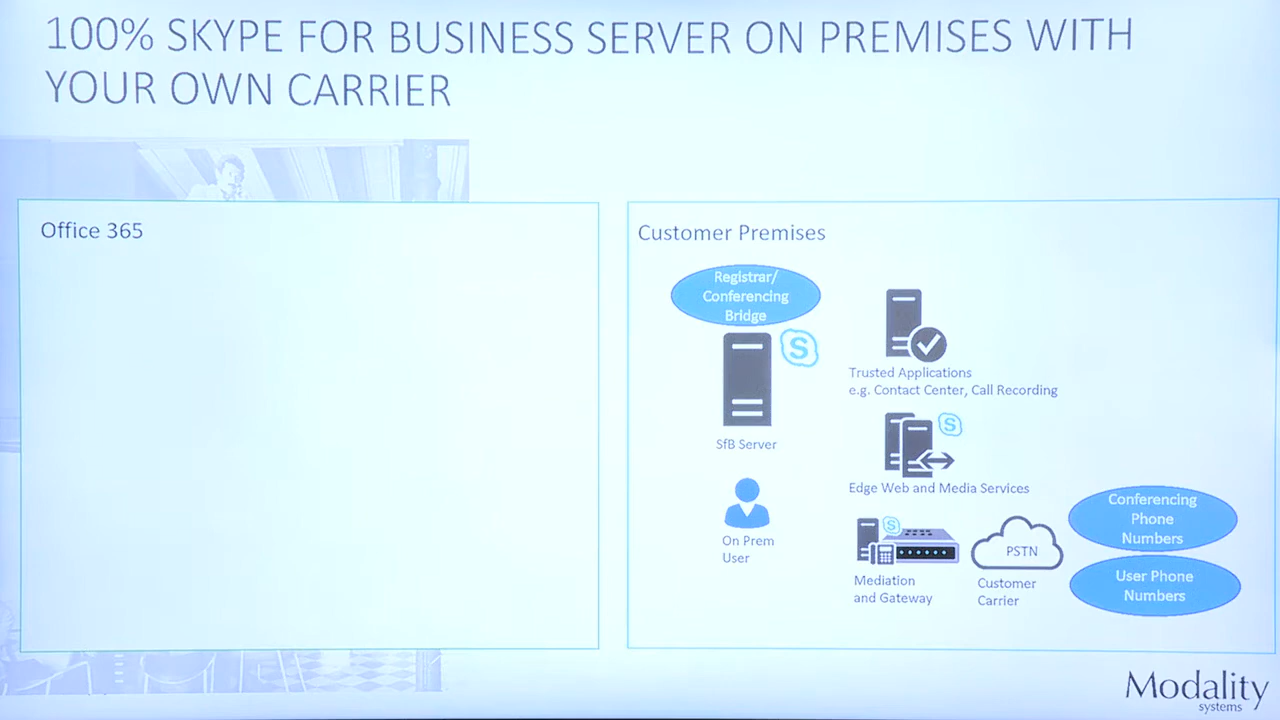 100% SKYPE FOR BUSINESS SERVER ON PREMISES WITH
YOUR OWN CARRIER
Office 365
Customer Premises
Registrar/
Conferencing
Bridge
S
SfB Server
On Prem
User
Trusted Applications
e.g. Contact Center, Call Recording
S
Edge Web and Media Services
S
Mediation
and Gateway
PSTN
Customer
Carrier
Conferencing
Phone
Numbers
User Phone
Numbers
Modality
systems